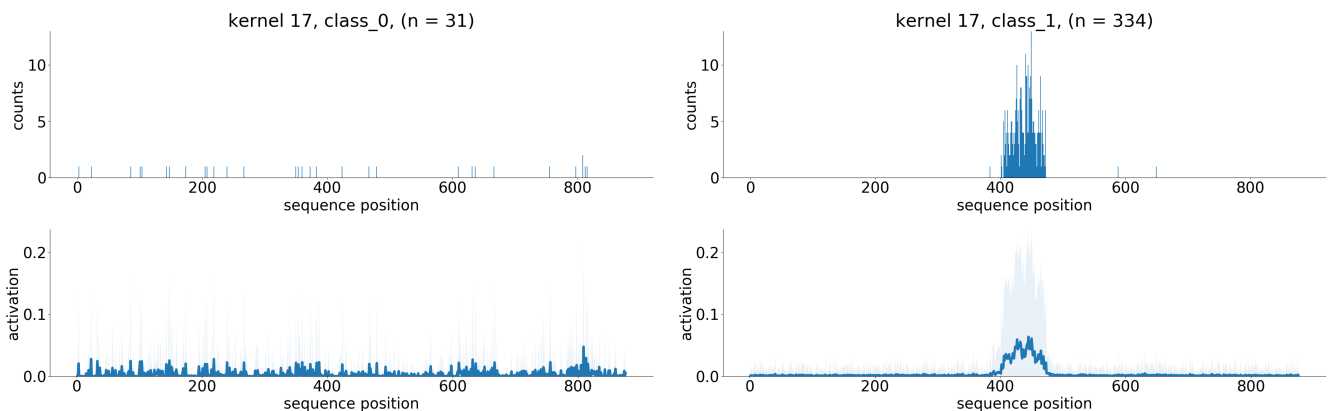 kernel 17, class_0, (n = 31)
counts
10
5
0
0 200 400 600 800
sequence position
activation
0.2
0.1
0.0
0 200 400 600 800
sequence position
kernel 17, class_1, (n = 334)
counts
10
5
0
0 200 400 600 800
sequence position
activation
0.2
0.1
0.0
0 200 400 600 800
sequence position